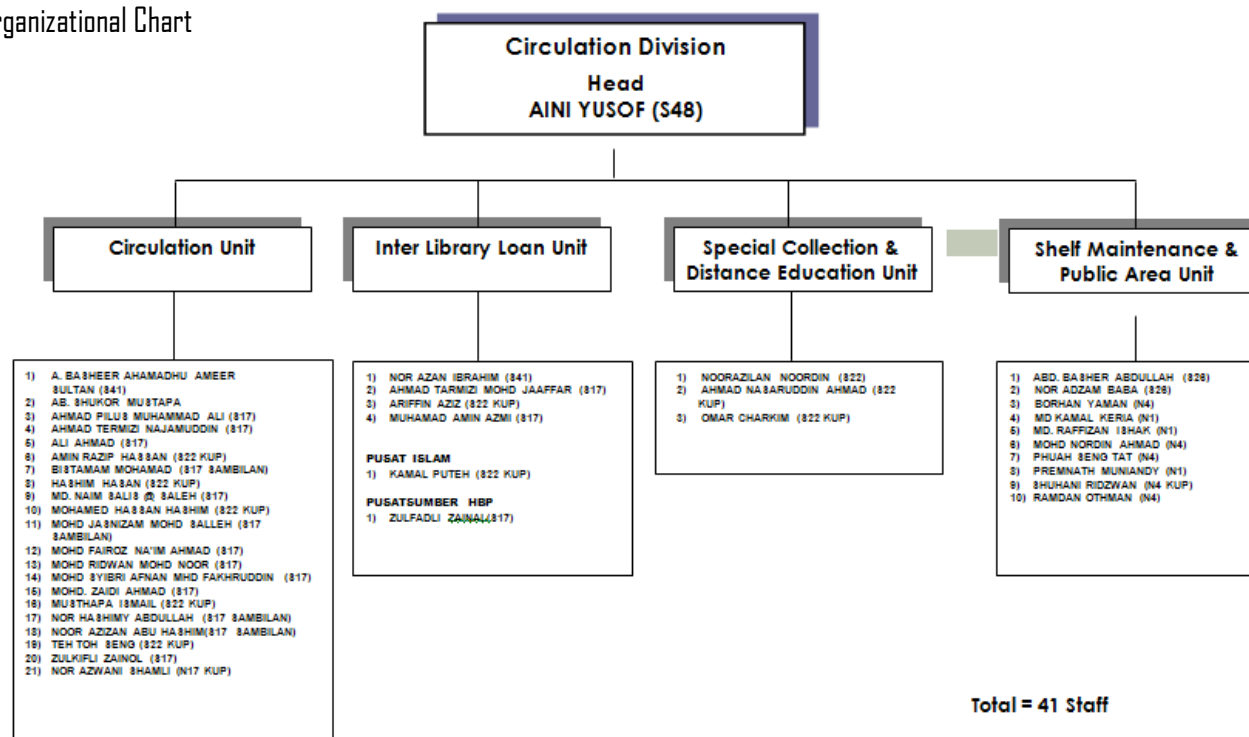 rganizational Chart
Circulation Division
Head
AINI YUSOF (S48)
Circulation Unit
1) A. BASHEER AHAMADHU AMEER
SULTAN (S41)
2) AB. SHUKOR MUSTAPA
3) AHMAD PILUS MUHAMMAD ALI (S17)
4) AHMAD TERMIZI NAJAMUDDIN (S17)
5) ALI AHMAD (S17)
6) AMIN RAZIP HASSAN (S22 KUP)
7) BISTAMAM MOHAMAD (S17 SAMBILAN)
8) HASHIM HASAN (S22 KUP)
9) MD. NAIM SALIS @ SALEH (S17)
10) MOHAMED HASSAN HASHIM (S22 KUP)
11) MOHD JASNIZAM MOHD SALLEH (S17
SAMBILAN)
12) MOHD FAIROZ NA'IM AHMAD (S17)
13) MOHD RIDWAN MOHD NOOR (S17)
14) MOHD SYIBRI AFNAN MHD FAKHRUDDIN (S17)
15) MOHD. ZAIDI AHMAD (S17)
16) MUSTHAPA ISMAIL (S22 KUP)
17) NOR HASHIMY ABDULLAH (S17 SAMBILAN)
18) NOOR AZIZAN ABU HASHIM(S17 SAMBILAN)
19) TEH TOH SENG (S22 KUP)
20) ZULKIFLI ZAINOL (S17)
21) NOR AZWANI SHAMLI (N17 KUP)
Inter Library Loan Unit
1) NOR AZAN IBRAHIM (S41)
2) AHMAD TARMIZI MOHD JAAFFAR (S17)
3) ARIFFIN AZIZ (S22 KUP)
4) MUHAMAD AMIN AZMI (S17)
PUSAT ISLAM
1) KAMAL PUTEH (S22 KUP)
PUSATSUMBER HBP
1) ZULFADLI ZAINAL(S17)
Special Collection &
Distance Education Unit
1) NOORAZILAN NOORDIN (S22)
2) AHMAD NASARUDDIN AHMAD (S22
KUP)
3) OMAR CHARKIM (S22 KUP)
Shelf Maintenance &
Public Area Unit
1) ABD. BASHER ABDULLAH (S26)
2) NOR ADZAM BABA (S26)
3) BORHAN YAMAN (N4)
4) MD KAMAL KERIA (N1)
5) MD. RAFFIZAN ISHAK (N1)
6) MOHD NORDIN AHMAD (N4)
7) PHUAH SENG TAT (N4)
8) PREMNATH MUNIANDY (N1)
9) SHUHANI RIDZWAN (N4 KUP)
10) RAMDAN OTHMAN (N4)
Total = 41 Staff